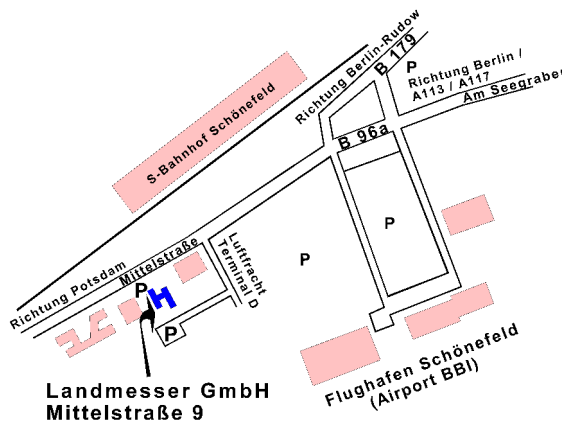 Richtung Berlin-Rudow
B 179
P
Richtung Berlin /
A113 / A117
Am Seegraben
B 96a
S-Bahnhof Schönefeld
P
P
Luftfracht
Terminal D
Mittelstraße
Richtung Potsdam
P
P
Flughafen Schönefeld
(Airport BBI)
Landmesser GmbH
Mittelstraße 9